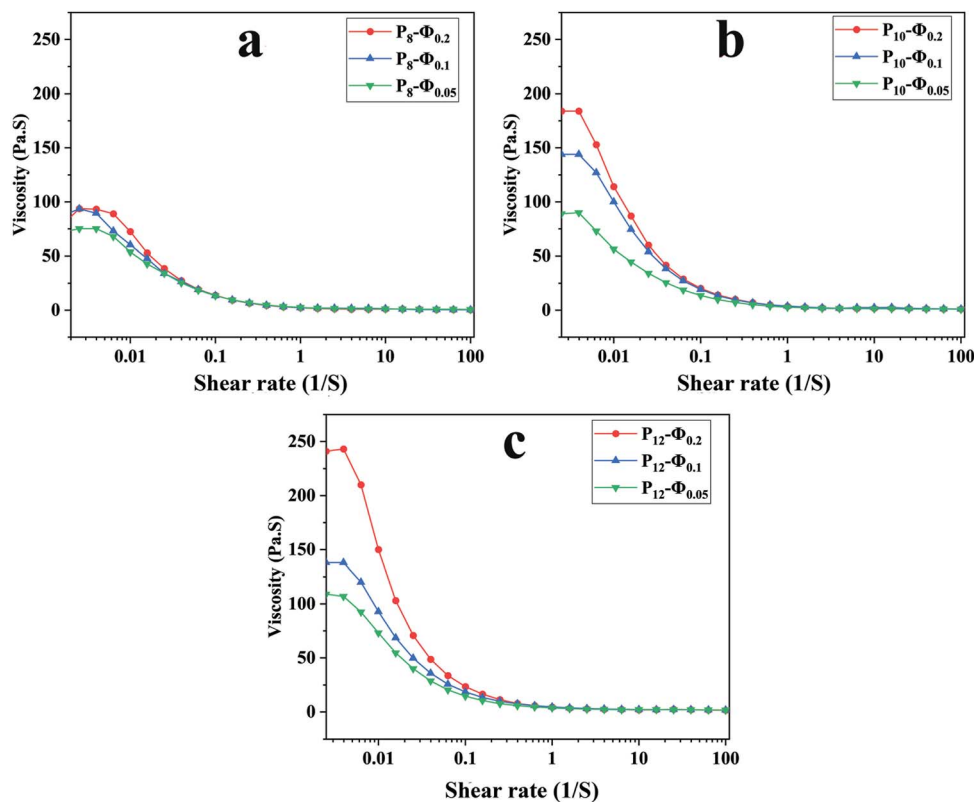 a
P₈-Φ₀.₂
P₈-Φ₀.₁
P₈-Φ₀.₀₅
250
200
150
100
50
0
Viscosity (Pa.S)
0.01 0.1 1 10 100
Shear rate (1/S)
b
P₁₀-Φ₀.₂
P₁₀-Φ₀.₁
P₁₀-Φ₀.₀₅
250
200
150
100
50
0
Viscosity (Pa.S)
0.01 0.1 1 10 100
Shear rate (1/S)
c
P₁₂-Φ₀.₂
P₁₂-Φ₀.₁
P₁₂-Φ₀.₀₅
250
200
150
100
50
0
Viscosity (Pa.S)
0.01 0.1 1 10 100
Shear rate (1/S)